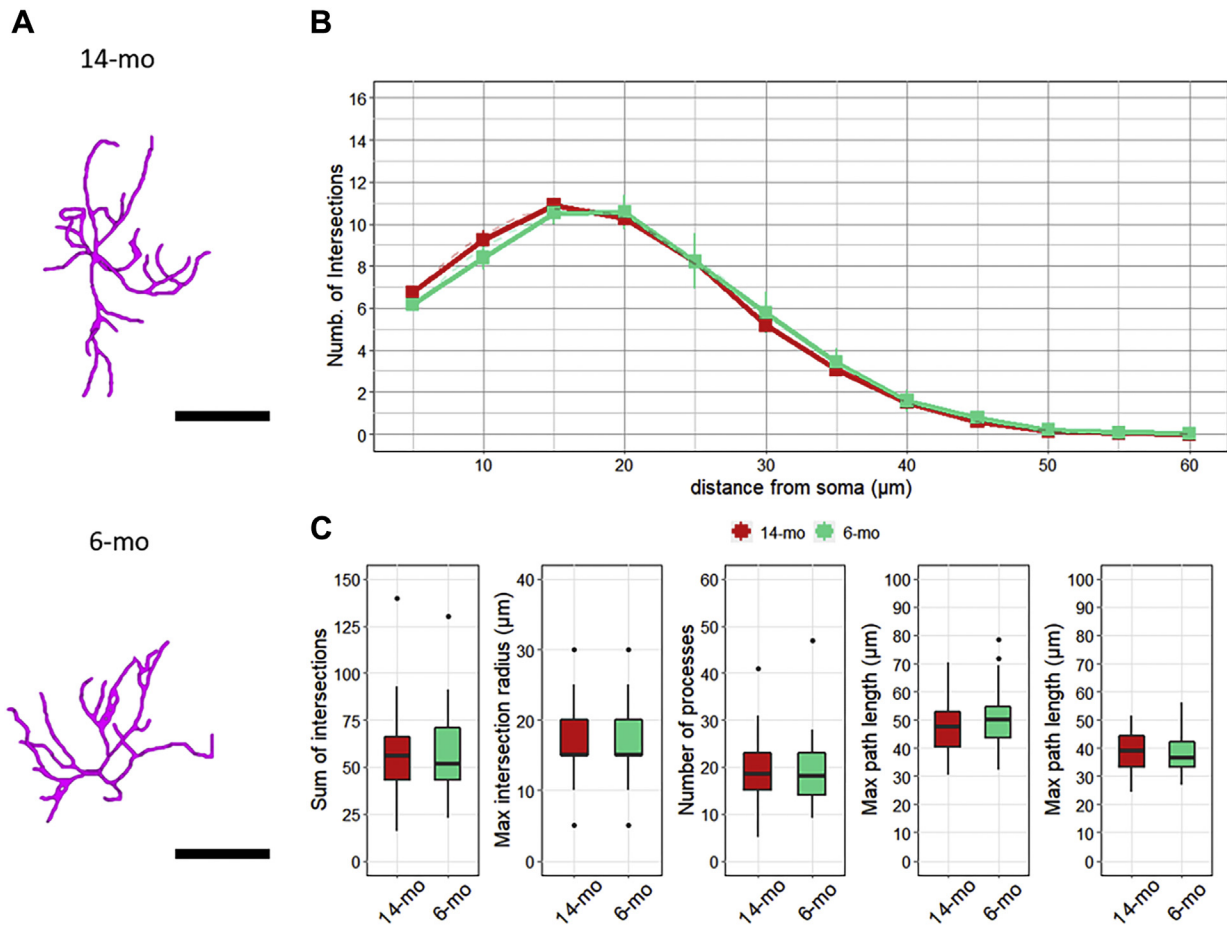 A
14-mo
6-mo
B
Numb. of Intersections
16
14
12
10
8
6
4
2
0
10 20 30 40 50 60
distance from soma (µm)
14-mo 6-mo
C
Sum of intersections
150
125
100
75
50
25
0
14-mo 6-mo
Max intersection radius (µm)
40
30
20
10
0
14-mo 6-mo
Number of processes
60
50
40
30
20
10
0
14-mo 6-mo
Max path length (µm)
100
90
80
70
60
50
40
30
20
10
0
14-mo 6-mo
Max path length (µm)
100
90
80
70
60
50
40
30
20
10
0
14-mo 6-mo